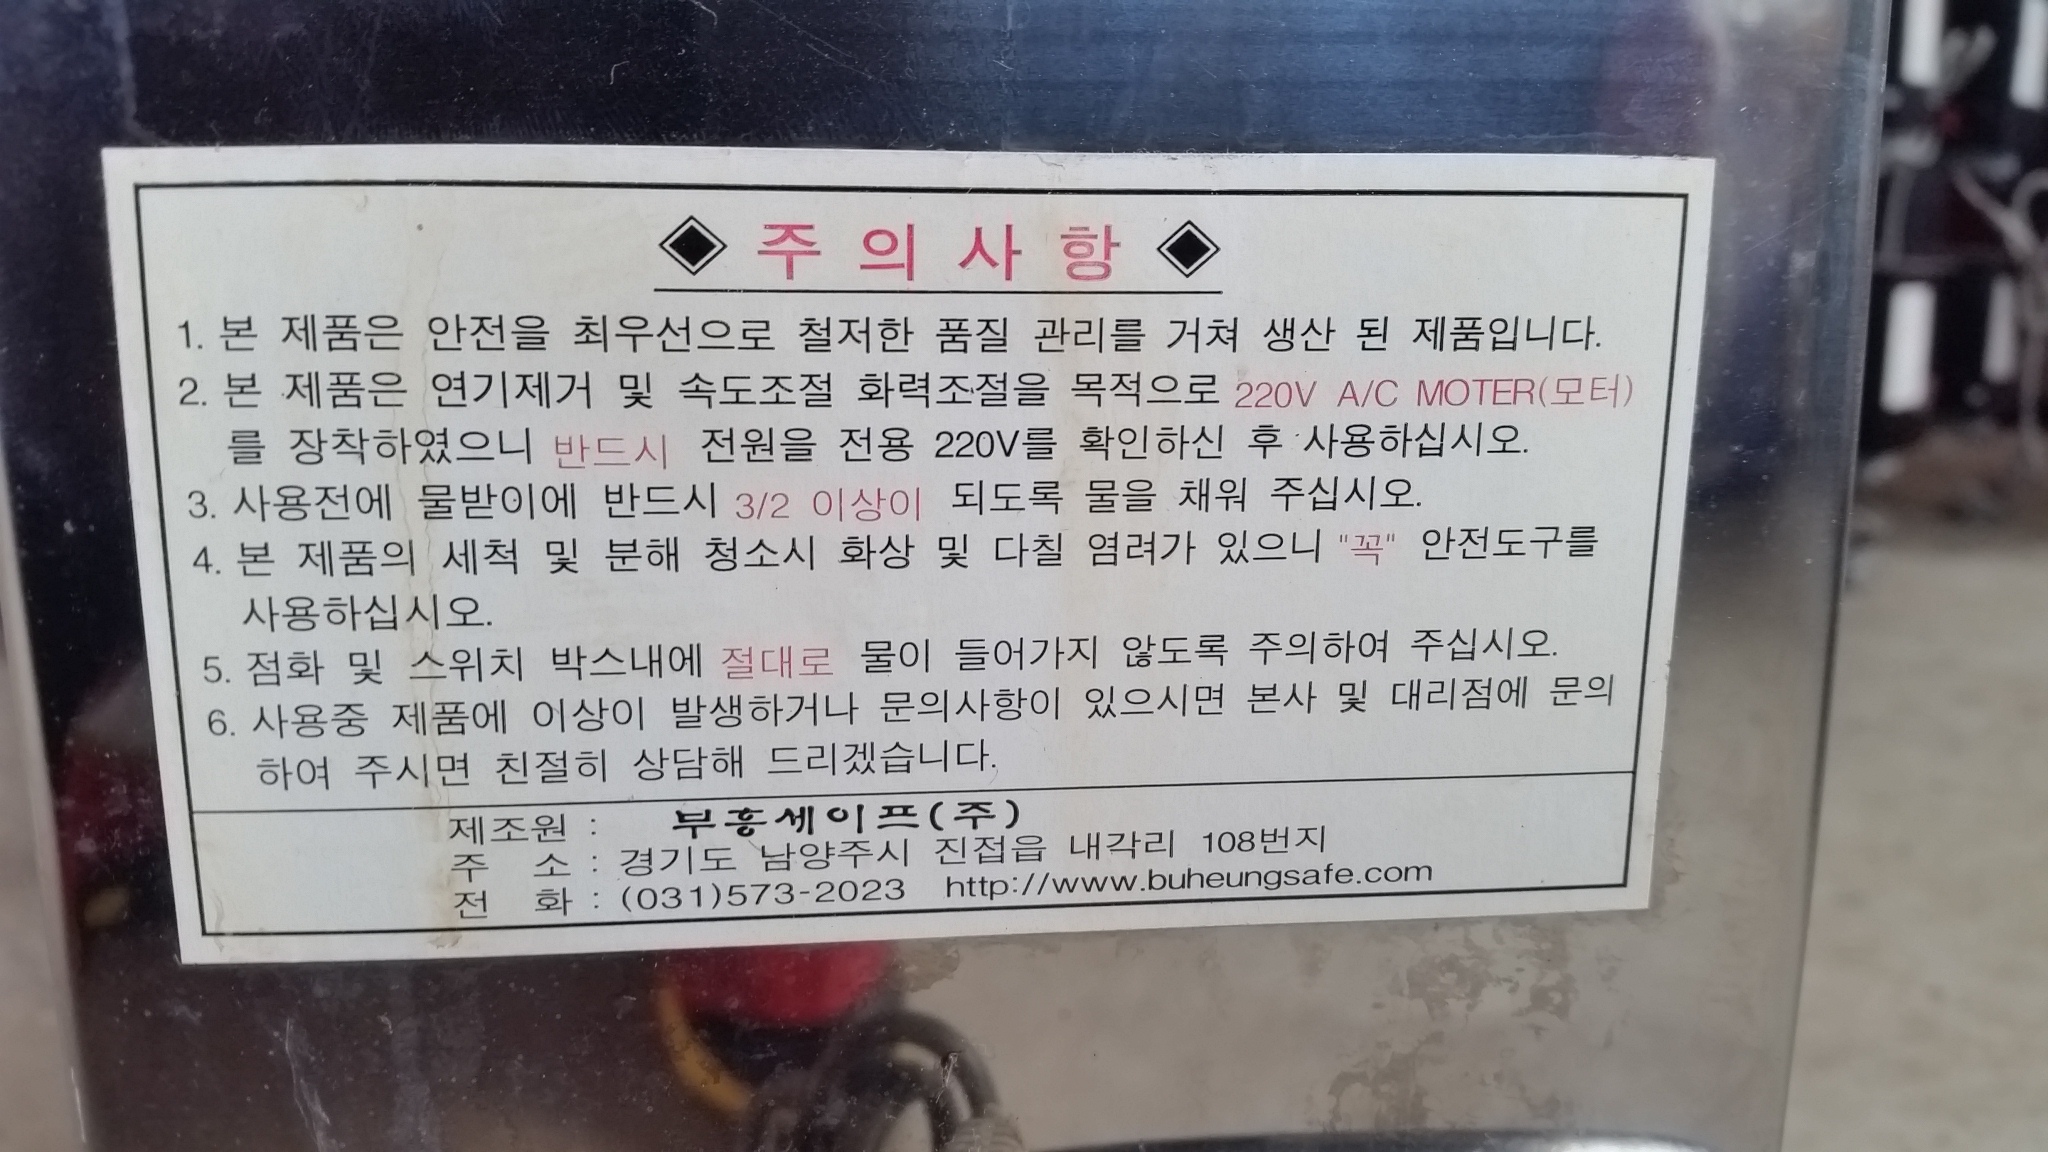 ◈ 주 의 사 항 ◈
1. 본 제품은 안전을 최우선으로 철저한 품질 관리를 거쳐 생산 된 제품입니다.
2. 본 제품은 연기제거 및 속도조절 화력조절을 목적으로 220V A/C MOTER(모터)
를 장착하였으니 반드시 전원을 전용 220V를 확인하신 후 사용하십시오.
3. 사용전에 물받이에 반드시 3/2 이상이 되도록 물을 채워 주십시오.
4. 본 제품의 세척 및 분해 청소시 화상 및 다칠 염려가 있으니 "꼭" 안전도구를
사용하십시오.
5. 점화 및 스위치 박스내에 절대로 물이 들어가지 않도록 주의하여 주십시오.
6. 사용중 제품에 이상이 발생하거나 문의사항이 있으시면 본사 및 대리점에 문의
하여 주시면 친절히 상담해 드리겠습니다.
제조원 : 부흥세이프(주)
주 소 : 경기도 남양주시 진접읍 내각리 108번지
전 화 : (031)573-2023 http://www.buheungsafe.com